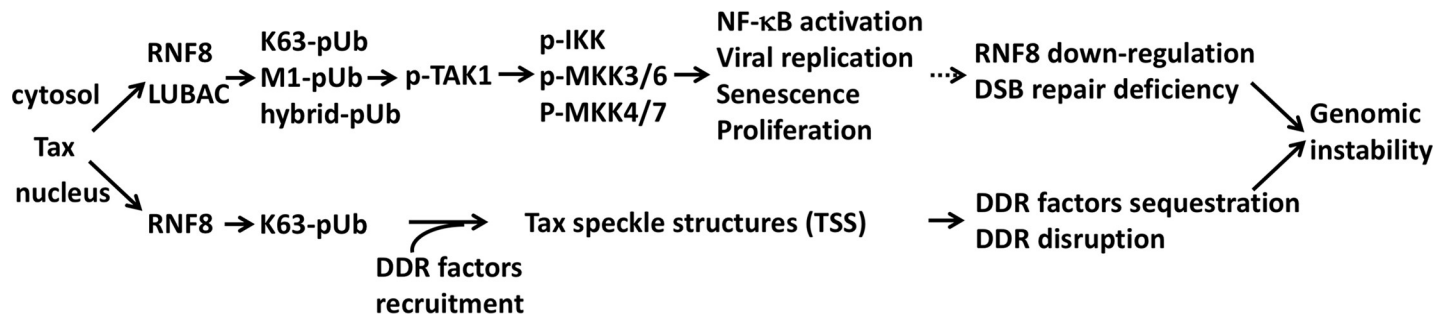 cytosol
Tax
nucleus
RNF8
LUBAC
K63-pUb
M1-pUb
hybrid-pUb
p-TAK1
p-IKK
p-MKK3/6
P-MKK4/7
NF-κB activation
Viral replication
Senescence
Proliferation
RNF8 down-regulation
DSB repair deficiency
Genomic
instability
RNF8
K63-pUb
DDR factors
recruitment
Tax speckle structures (TSS)
DDR factors sequestration
DDR disruption